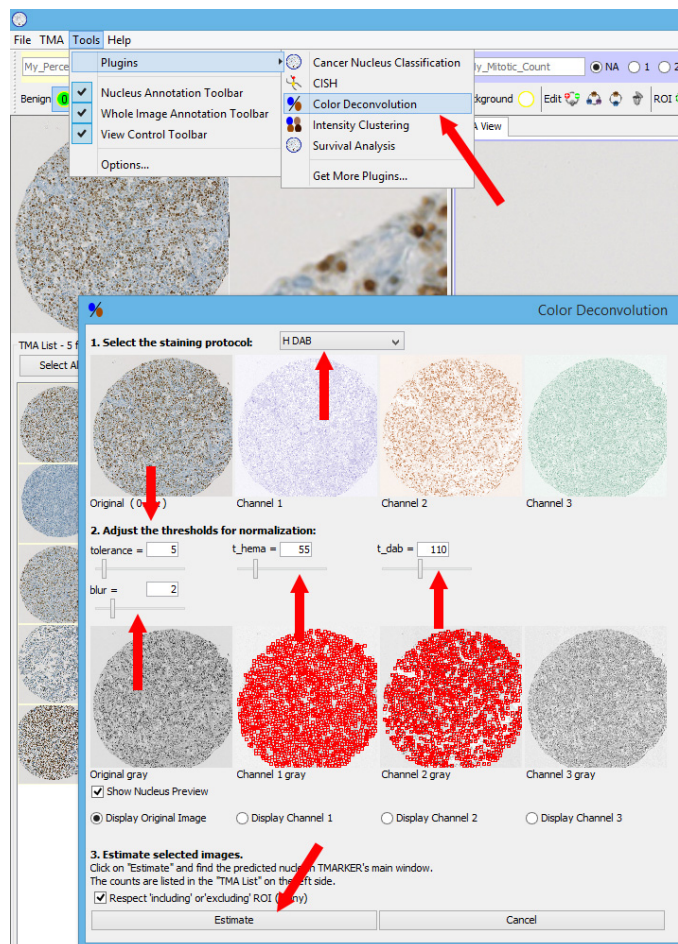 File TMA Tools Help
Plugins
Nucleus Annotation Toolbar
Whole Image Annotation Toolbar
View Control Toolbar
Options...
Cancer Nucleus Classification
CISH
Color Deconvolution
Intensity Clustering
Survival Analysis
Get More Plugins...
My_Perce
ly_Mitotic_Count NA 1 2
Benign 0
kground Edit ROI
A View
TMA List - 5 f
Select Al
Color Deconvolution
1. Select the staining protocol: H DAB
Original ( 0 Channel 1 Channel 2 Channel 3
2. Adjust the thresholds for normalization:
tolerance = 5 t_hema = 55 t_dab = 110
blur = 2
Original gray Channel 1 gray Channel 2 gray Channel 3 gray
Show Nucleus Preview
Display Original Image Display Channel 1 Display Channel 2 Display Channel 3
3. Estimate selected images.
Click on "Estimate" and find the predicted nuclei in TMARKER's main window.
The counts are listed in the "TMA List" on the left side.
Respect 'including' or'excluding' ROI ( ny)
Estimate Cancel